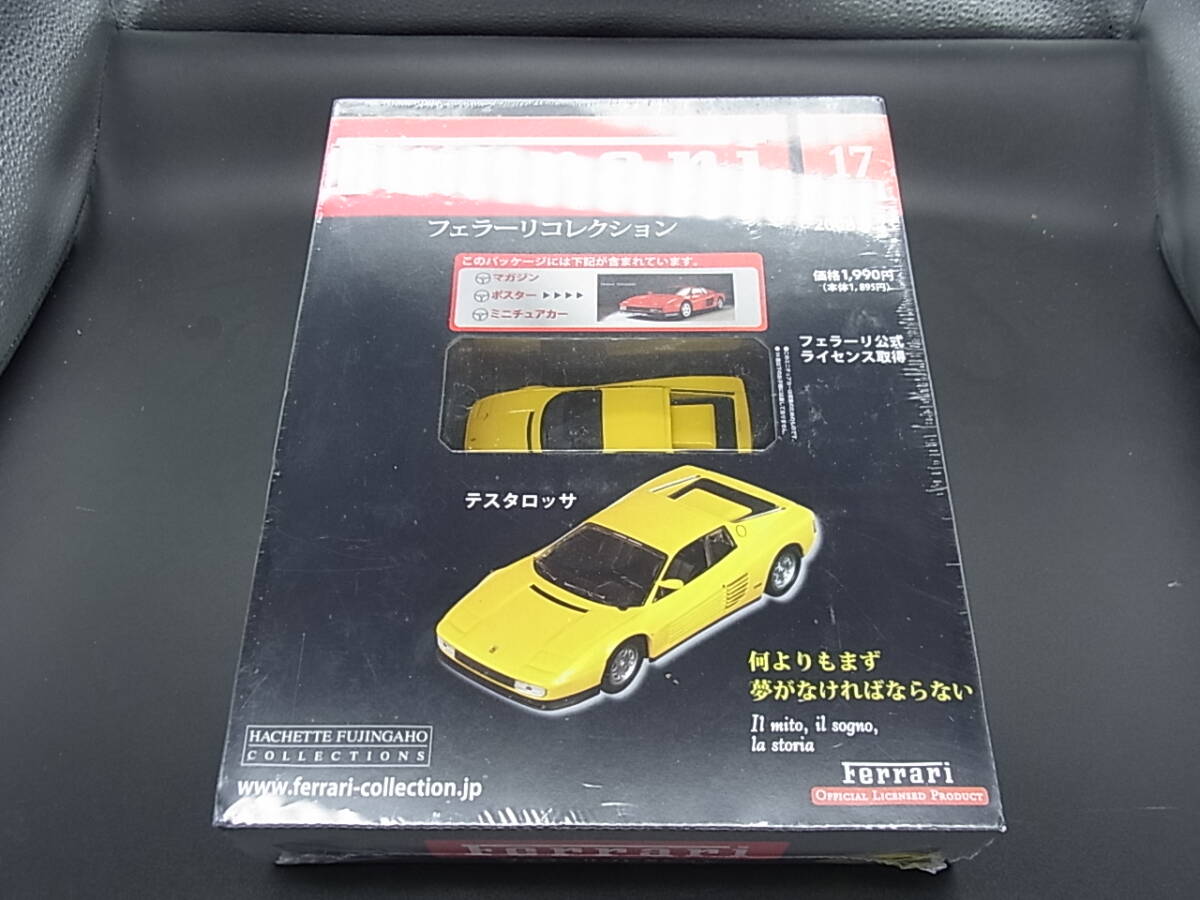 17
フェラーリコレクション
このパッケージには下記が含まれています。
マガジン
ポスター ▶▶▶▶
ミニチュアカー
価格1,990円
(本体1,895円)
フェラーリ公式
ライセンス取得
テスタロッサ
何よりもまず
夢がなければならない
Il mito, il sogno,
la storia
HACHETTE FUJINGAHO
COLLECTIONS
www.ferrari-collection.jp
Ferrari
OFFICIAL LICENSED PRODUCT
Ferrari